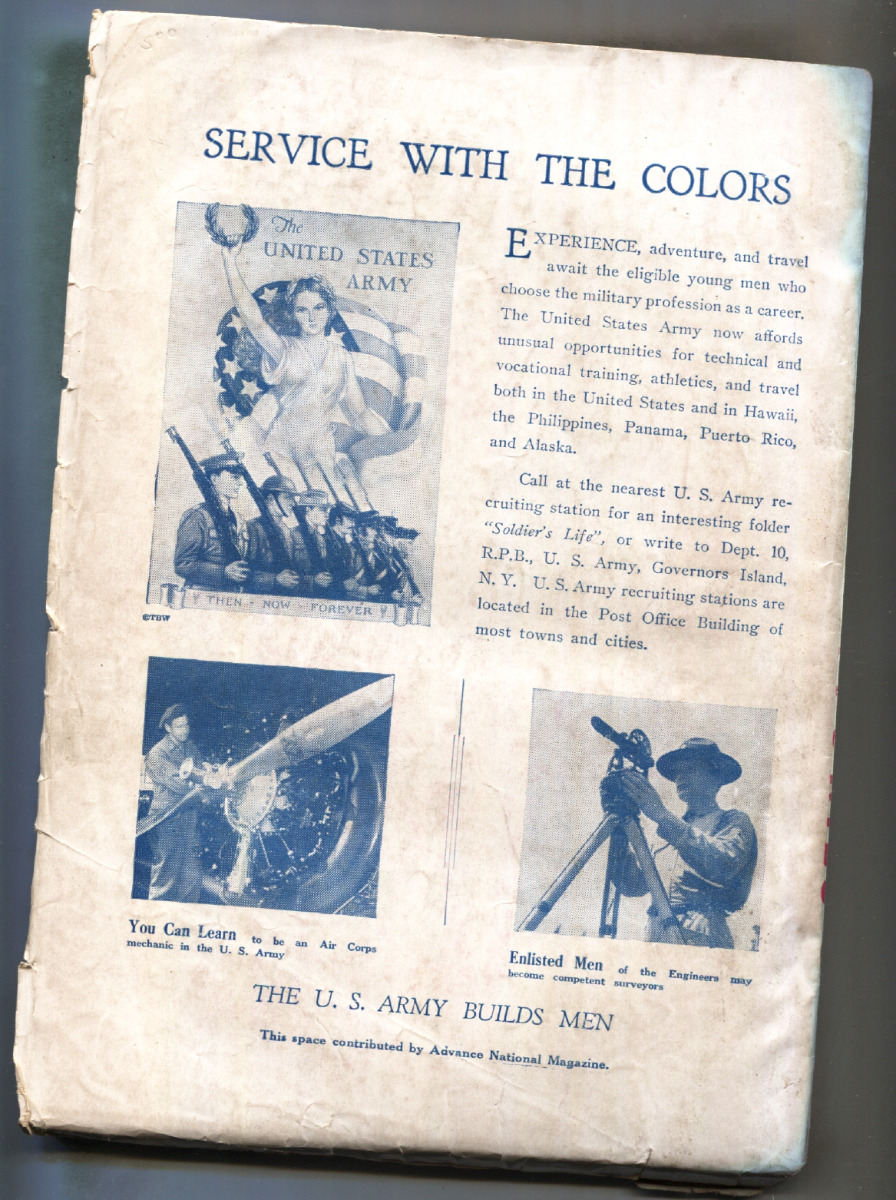 SERVICE WITH THE COLORS
The
UNITED STATES
ARMY
THEN · NOW · FOREVER
©TBW
EXPERIENCE, adventure, and travel
await the eligible young men who
choose the military profession as a career.
The United States Army now affords
unusual opportunities for technical and
vocational training, athletics, and travel
both in the United States and in Hawaii,
the Philippines, Panama, Puerto Rico,
and Alaska.
Call at the nearest U. S. Army re-
cruiting station for an interesting folder
"Soldier's Life", or write to Dept. 10,
R.P.B., U. S. Army, Governors Island,
N. Y. U. S. Army recruiting stations are
located in the Post Office Building of
most towns and cities.
You Can Learn to be an Air Corps
mechanic in the U. S. Army
Enlisted Men of the Engineers may
become competent surveyors
THE U. S. ARMY BUILDS MEN
This space contributed by Advance National Magazine.